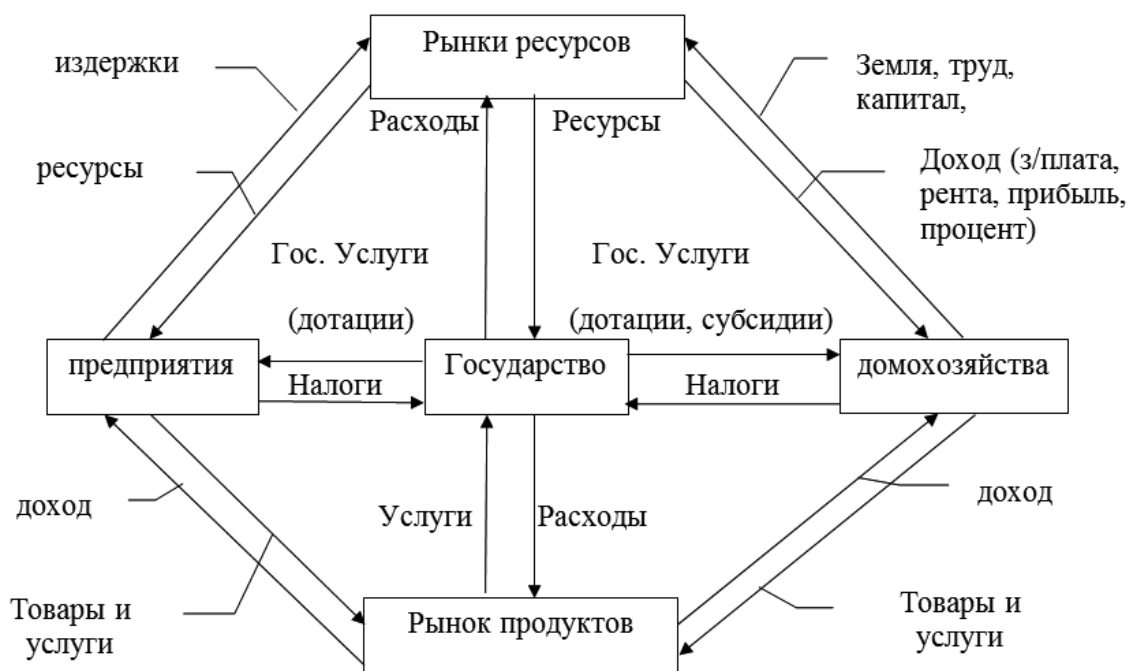 Рынки ресурсов
издержки
Земля, труд,
капитал,
Расходы
Ресурсы
ресурсы
Доход (з/плата,
рента, прибыль,
процент)
Гос. Услуги
(дотации)
Гос. Услуги
(дотации, субсидии)
предприятия
Государство
домохозяйства
Налоги
Налоги
доход
Услуги
Расходы
доход
Товары и
услуги
Рынок продуктов
Товары и
услуги